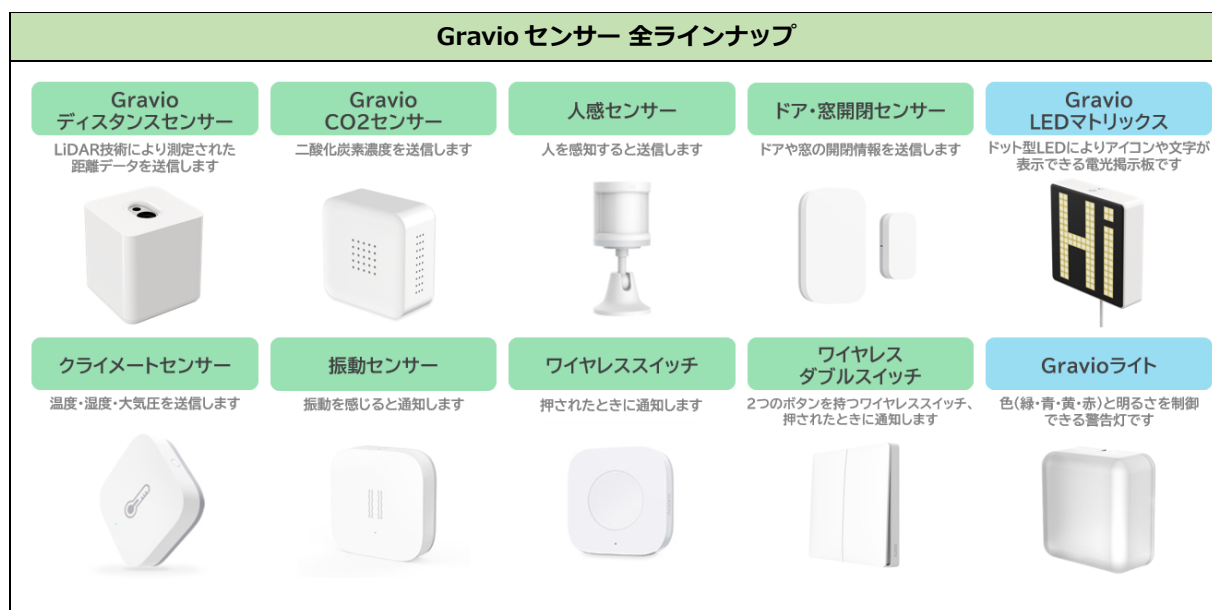 Gravio センサー 全ラインナップ
Gravio
ディスタンスセンサー
LiDAR技術により測定された
距離データを送信します
Gravio
CO2センサー
二酸化炭素濃度を送信します
人感センサー
人を感知すると送信します
ドア・窓開閉センサー
ドアや窓の開閉情報を送信します
Gravio
LEDマトリックス
ドット型LEDによりアイコンや文字が
表示できる電光掲示板です
Hi
クライメートセンサー
温度・湿度・大気圧を送信します
振動センサー
振動を感じると通知します
ワイヤレススイッチ
押されたときに通知します
ワイヤレス
ダブルスイッチ
2つのボタンを持つワイヤレススイッチ、
押されたときに通知します
Gravioライト
色(緑・青・黄・赤)と明るさを制御
できる警告灯です